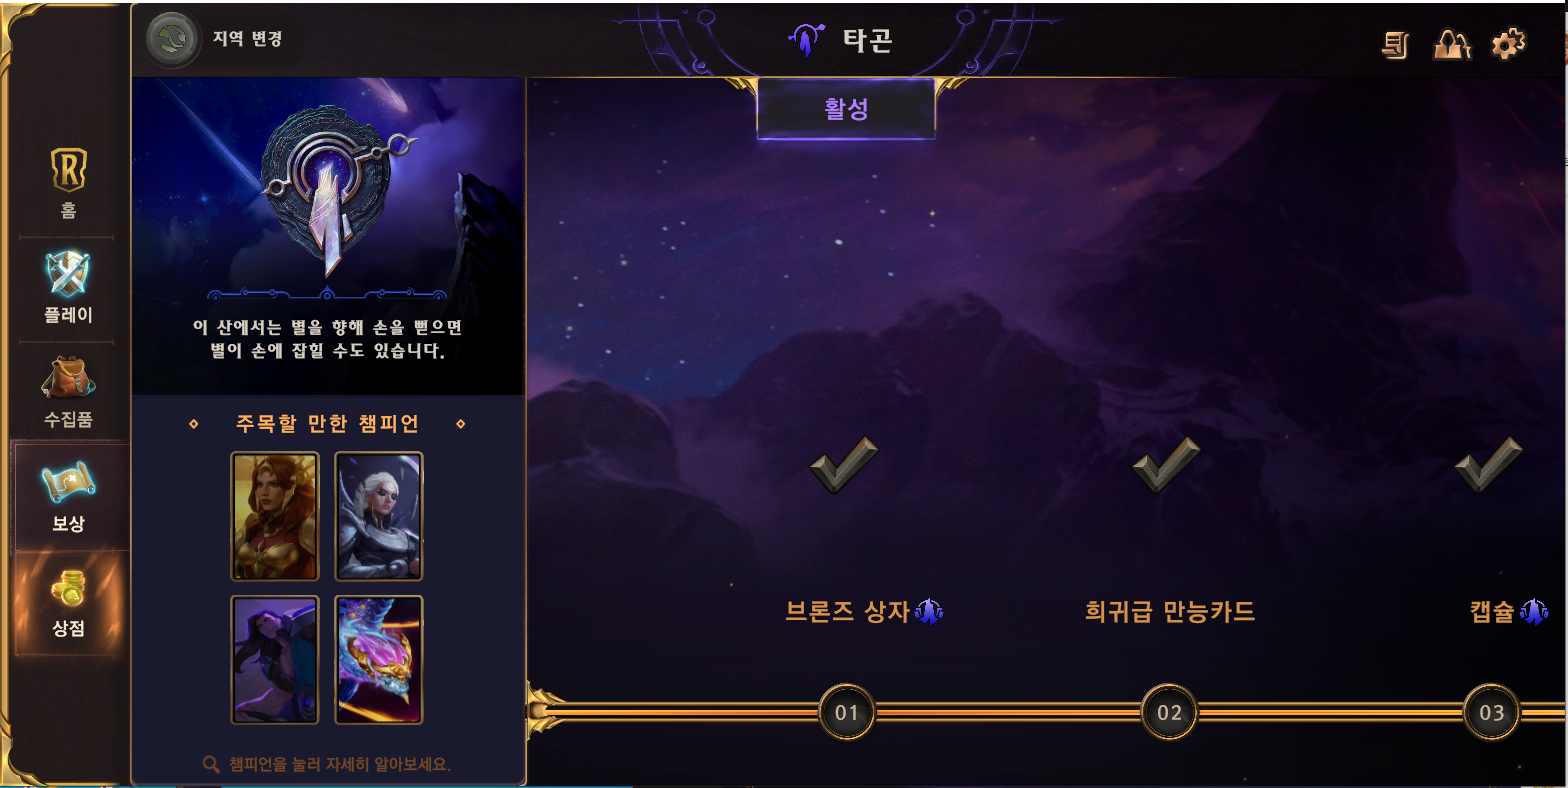 지역 변경
타곤
활성
R
홈
플레이
수집품
보상
상점
이 산에서는 별을 향해 손을 뻗으면
별이 손에 잡힐 수도 있습니다.
주목할 만한 챔피언
챔피언을 눌러 자세히 알아보세요.
브론즈 상자
희귀급 만능카드
캡슐
01
02
03